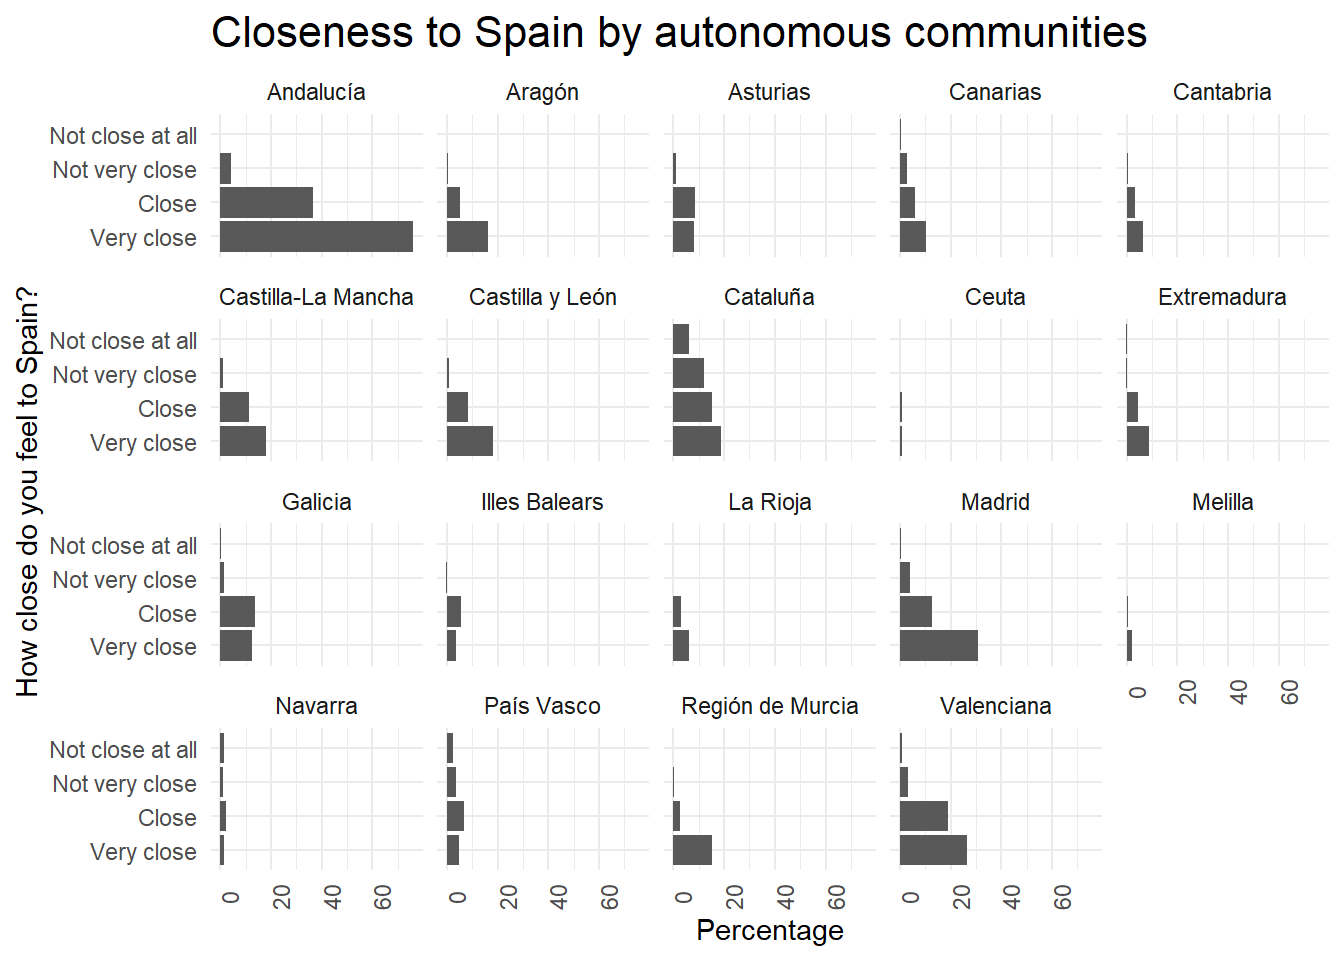 Closeness to Spain by autonomous communities
Andalucía Aragón Asturias Canarias Cantabria
Not close at all
Not very close
Close
Very close
Castilla-La Mancha Castilla y León Cataluña Ceuta Extremadura
Not close at all
Not very close
Close
Very close
How close do you feel to Spain?
Galicia Illes Balears La Rioja Madrid Melilla
Not close at all
Not very close
Close
Very close
0 20 40 60
Navarra País Vasco Región de Murcia Valenciana
Not close at all
Not very close
Close
Very close
0 20 40 60 0 20 40 60 0 20 40 60 0 20 40 60
Percentage